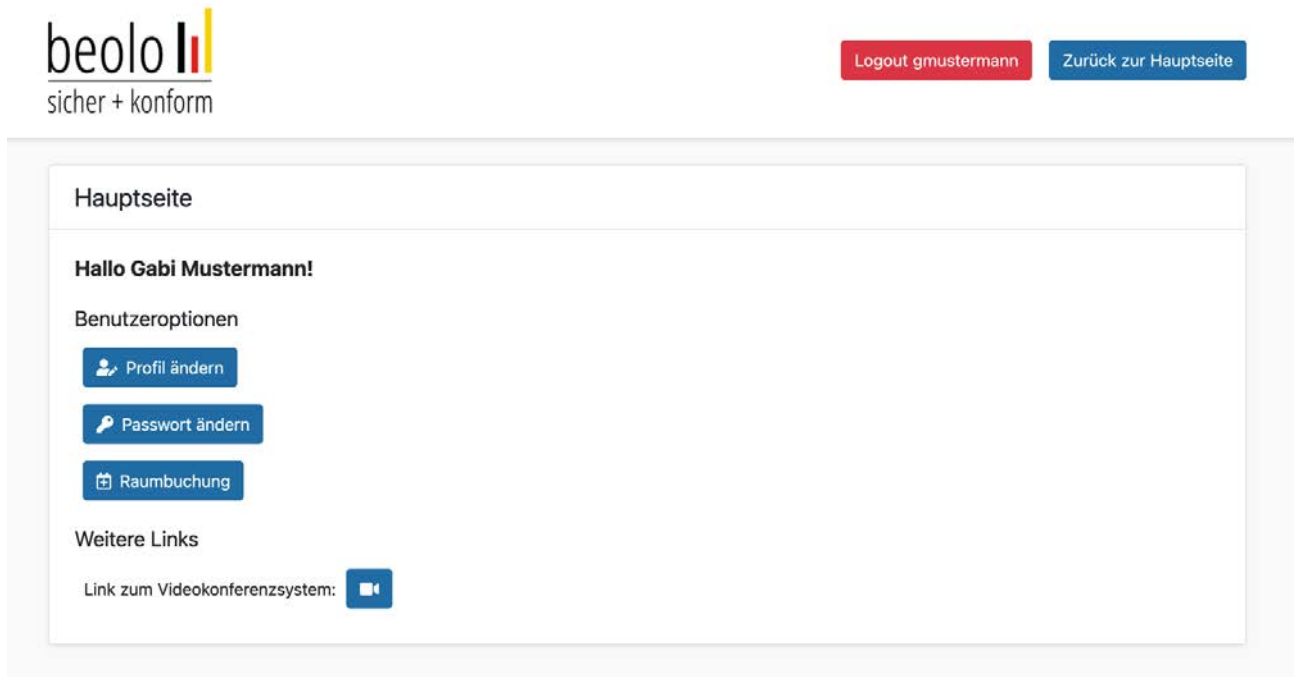 beolo
sicher + konform
Logout gmustermann
Zurück zur Hauptseite
Hauptseite
Hallo Gabi Mustermann!
Benutzeroptionen
Profil ändern
Passwort ändern
Raumbuchung
Weitere Links
Link zum Videokonferenzsystem: